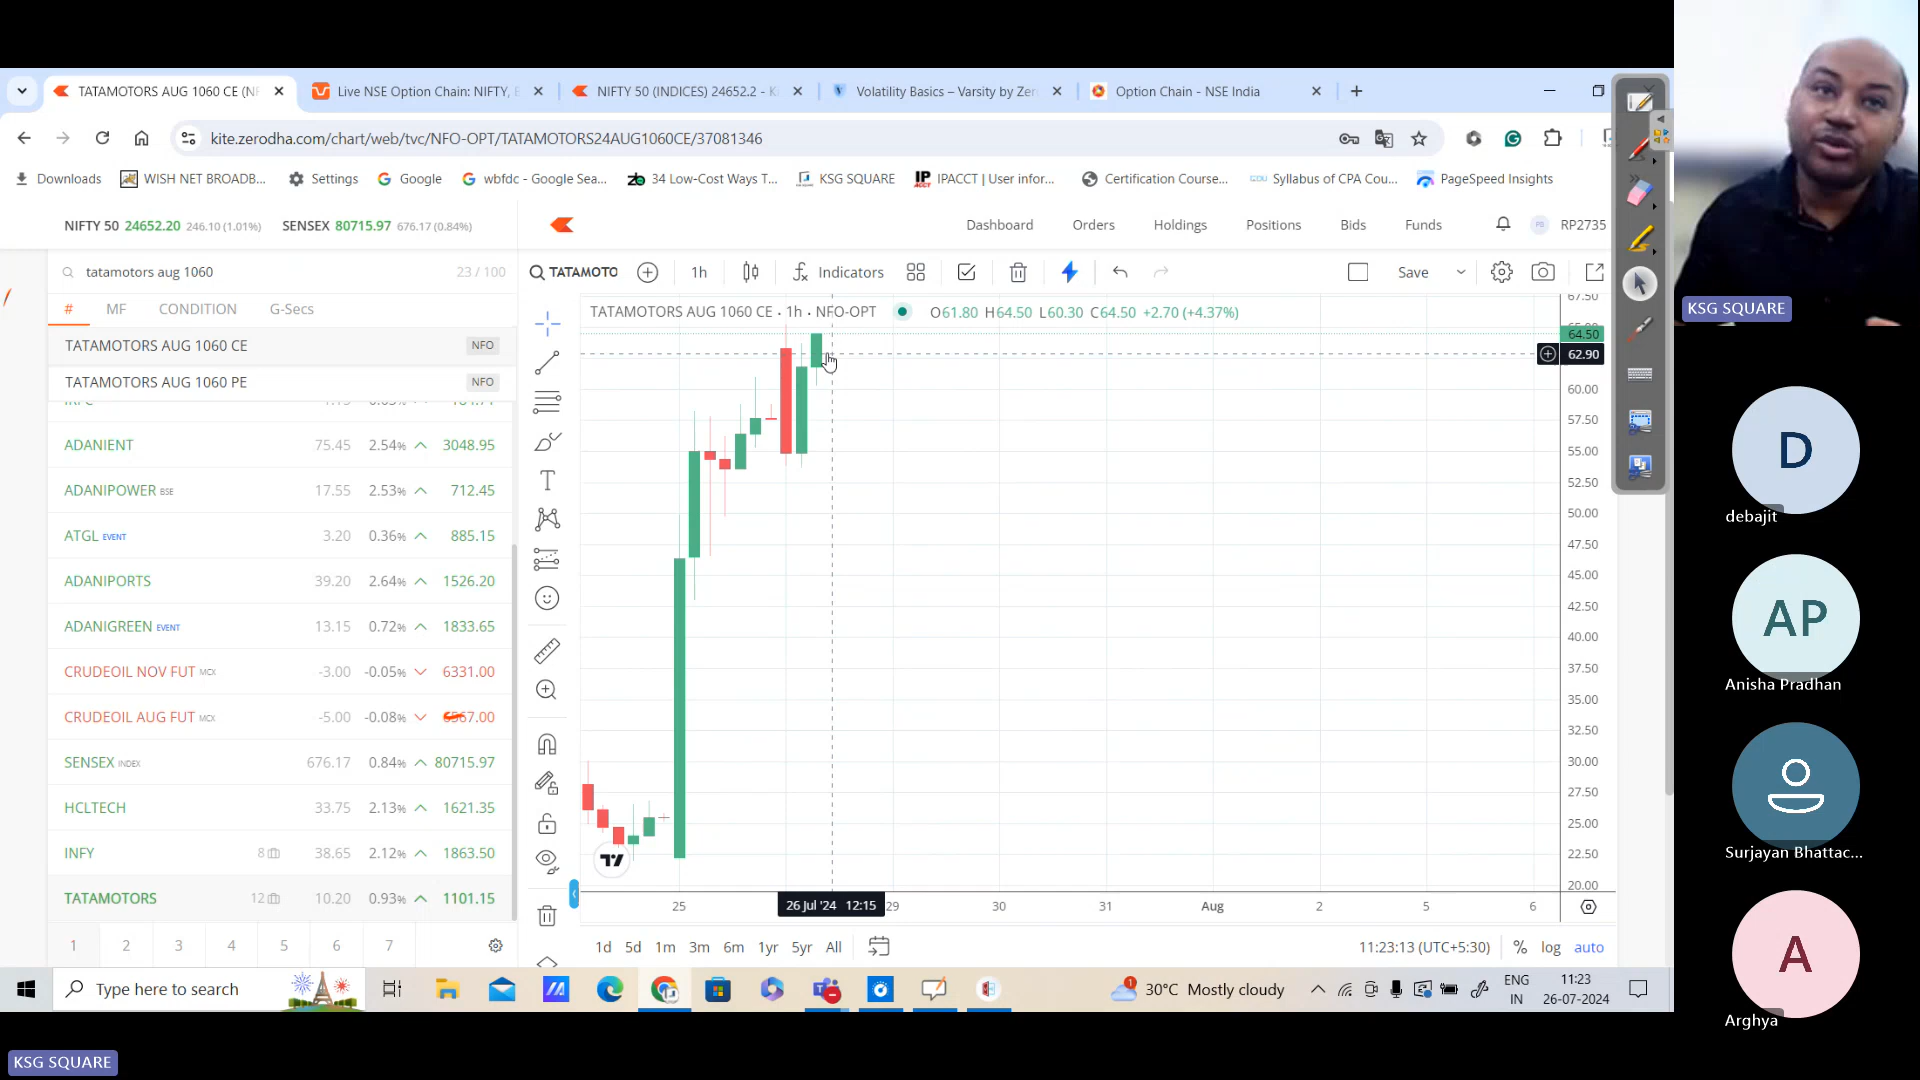 TATAMOTORS AUG 1060 CE (NF
Live NSE Option Chain: NIFTY, B
NIFTY 50 (INDICES) 24652.2 - K
Volatility Basics – Varsity by Zer
Option Chain - NSE India
kite.zerodha.com/chart/web/tvc/NFO-OPT/TATAMOTORS24AUG1060CE/37081346
Downloads
WISH NET BROADB...
Settings
Google
wbfdc - Google Sea...
34 Low-Cost Ways T...
KSG SQUARE
IPACCT | User infor...
Certification Course...
Syllabus of CPA Cou...
PageSpeed Insights
NIFTY 50 24652.20 246.10 (1.01%)
SENSEX 80715.97 676.17 (0.84%)
Dashboard
Orders
Holdings
Positions
Bids
Funds
RP2735
tatamotors aug 1060
23 / 100
# MF CONDITION G-Secs
TATAMOTORS AUG 1060 CE NFO
TATAMOTORS AUG 1060 PE NFO
ADANIENT 75.45 2.54% 3048.95
ADANIPOWER BSE 17.55 2.53% 712.45
ATGL EVENT 3.20 0.36% 885.15
ADANIPORTS 39.20 2.64% 1526.20
ADANIGREEN EVENT 13.15 0.72% 1833.65
CRUDEOIL NOV FUT MCX -3.00 -0.05% 6331.00
CRUDEOIL AUG FUT MCX -5.00 -0.08%
SENSEX INDEX 676.17 0.84% 80715.97
HCLTECH 33.75 2.13% 1621.35
INFY 8 38.65 2.12% 1863.50
TATAMOTORS 12 10.20 0.93% 1101.15
1 2 3 4 5 6 7
TATAMOTO
1h
Indicators
Save
TATAMOTORS AUG 1060 CE · 1h · NFO-OPT O61.80 H64.50 L60.30 C64.50 +2.70 (+4.37%)
67.50
64.50
62.90
60.00
57.50
55.00
52.50
50.00
47.50
45.00
42.50
40.00
37.50
35.00
32.50
30.00
27.50
25.00
22.50
20.00
25
26 Jul '24 12:15
29
30
31
Aug
2
5
6
1d 5d 1m 3m 6m 1yr 5yr All
11:23:13 (UTC+5:30) % log auto
Type here to search
30°C Mostly cloudy
ENG
IN
11:23
26-07-2024
KSG SQUARE
D
debajit
AP
Anisha Pradhan
Surjayan Bhattac...
A
Arghya
KSG SQUARE